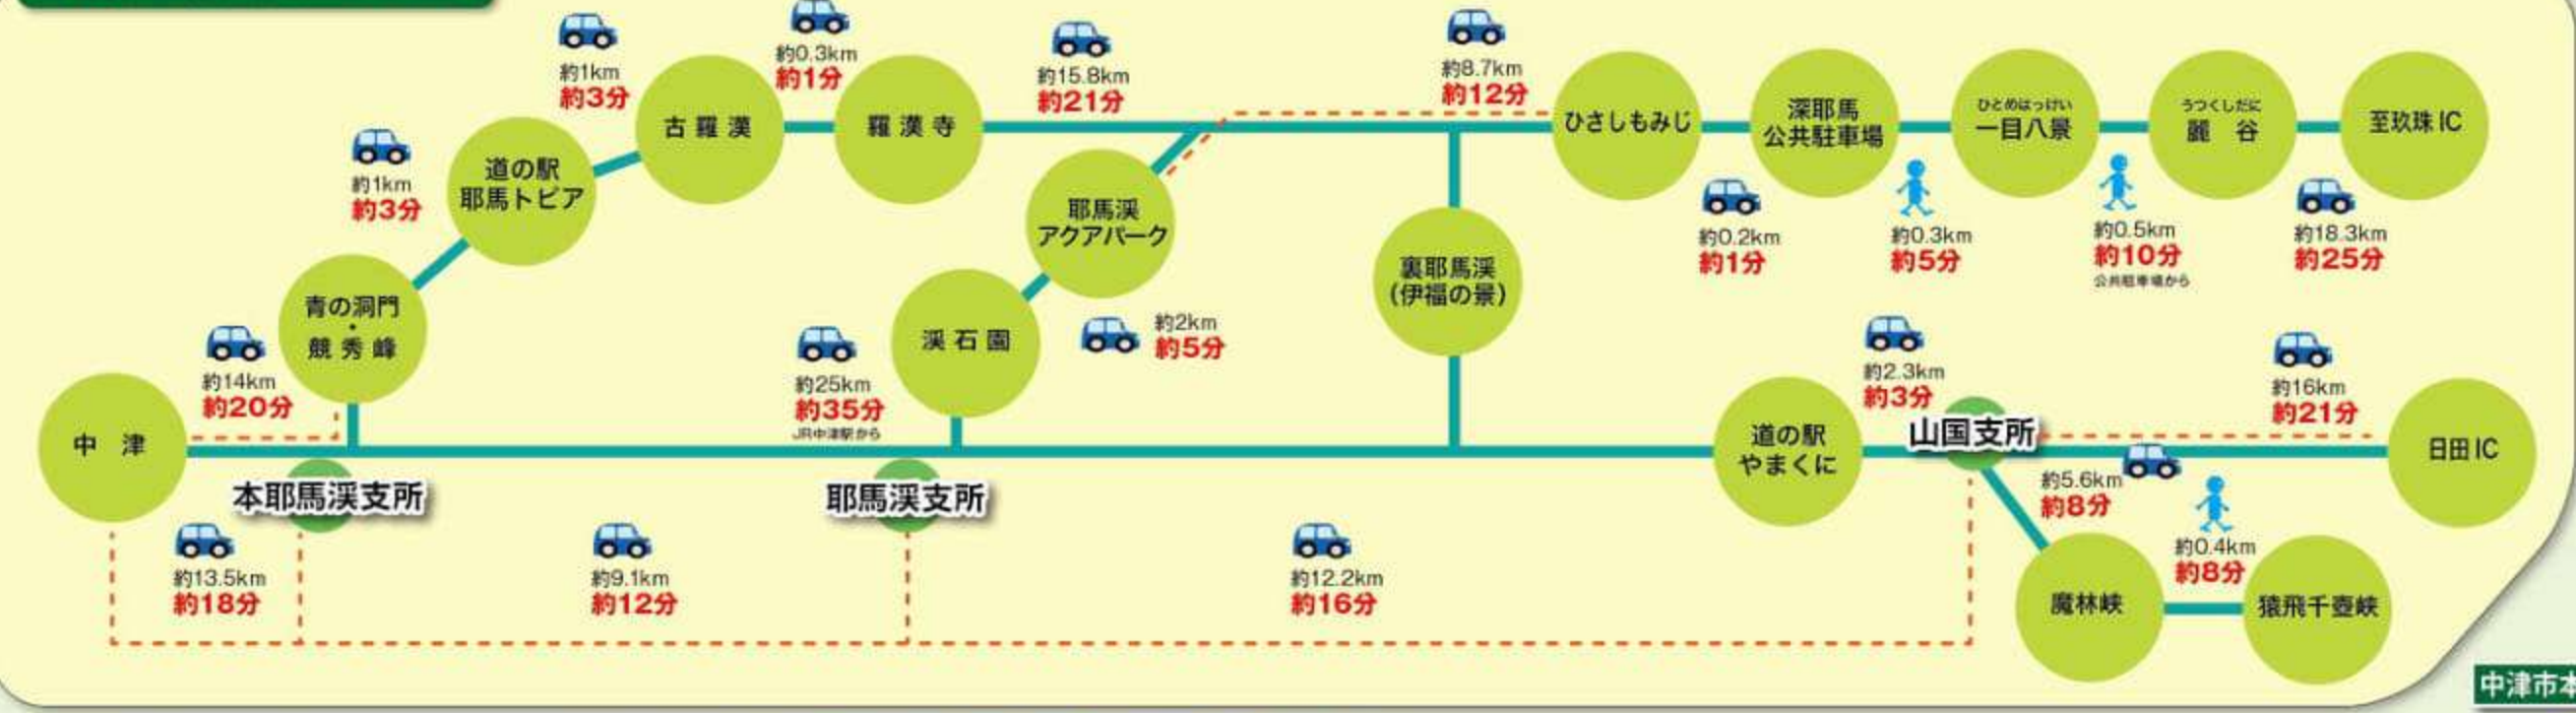 約1km
約3分
約0.3km
約1分
約15.8km
約21分
約8.7km
約12分
古羅漢
羅漢寺
ひさしもみじ
深耶馬
公共駐車場
ひとめはっけい
一目八景
うつくしだに
麗 谷
至玖珠IC
約1km
約3分
道の駅
耶馬トピア
耶馬渓
アクアパーク
約0.2km
約1分
約0.3km
約5分
約0.5km
約10分
公共駐車場から
約18.3km
約25分
青の洞門
・
競秀峰
渓石園
約2km
約5分
裏耶馬渓
(伊福の景)
約14km
約20分
約25km
約35分
JR中津駅から
約2.3km
約3分
約16km
約21分
中 津
道の駅
やまくに
山国支所
日田IC
本耶馬渓支所
耶馬渓支所
約5.6km
約8分
約13.5km
約18分
約9.1km
約12分
約12.2km
約16分
約0.4km
約8分
魔林峡
猿飛千壺峡
中津市本